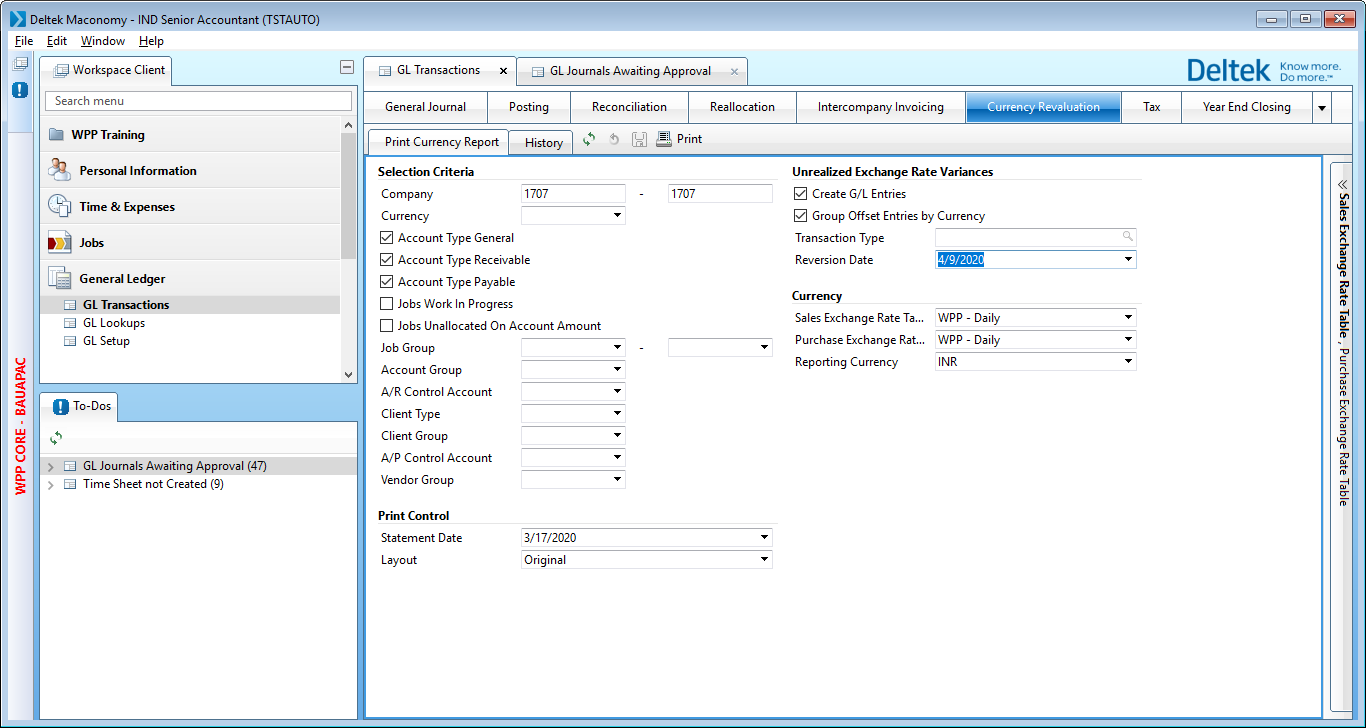 Deltek Maconomy - IND Senior Accountant (TSTAUTO)
File Edit Window Help
Workspace Client
Search menu
WPP Training
Personal Information
Time & Expenses
Jobs
General Ledger
GL Transactions
GL Lookups
GL Setup
WPP CORE - BAUAPAC
To-Dos
GL Journals Awaiting Approval (47)
Time Sheet not Created (9)
GL Transactions
GL Journals Awaiting Approval
Deltek Know more.
Do more.™
General Journal Posting Reconciliation Reallocation Intercompany Invoicing Currency Revaluation Tax Year End Closing
Print Currency Report History Print
Selection Criteria
Company 1707 - 1707
Currency
Account Type General
Account Type Receivable
Account Type Payable
Jobs Work In Progress
Jobs Unallocated On Account Amount
Job Group -
Account Group
A/R Control Account
Client Type
Client Group
A/P Control Account
Vendor Group
Print Control
Statement Date 3/17/2020
Layout Original
Unrealized Exchange Rate Variances
Create G/L Entries
Group Offset Entries by Currency
Transaction Type
Reversion Date 4/9/2020
Currency
Sales Exchange Rate Ta... WPP - Daily
Purchase Exchange Rat... WPP - Daily
Reporting Currency INR
Sales Exchange Rate Table , Purchase Exchange Rate Table